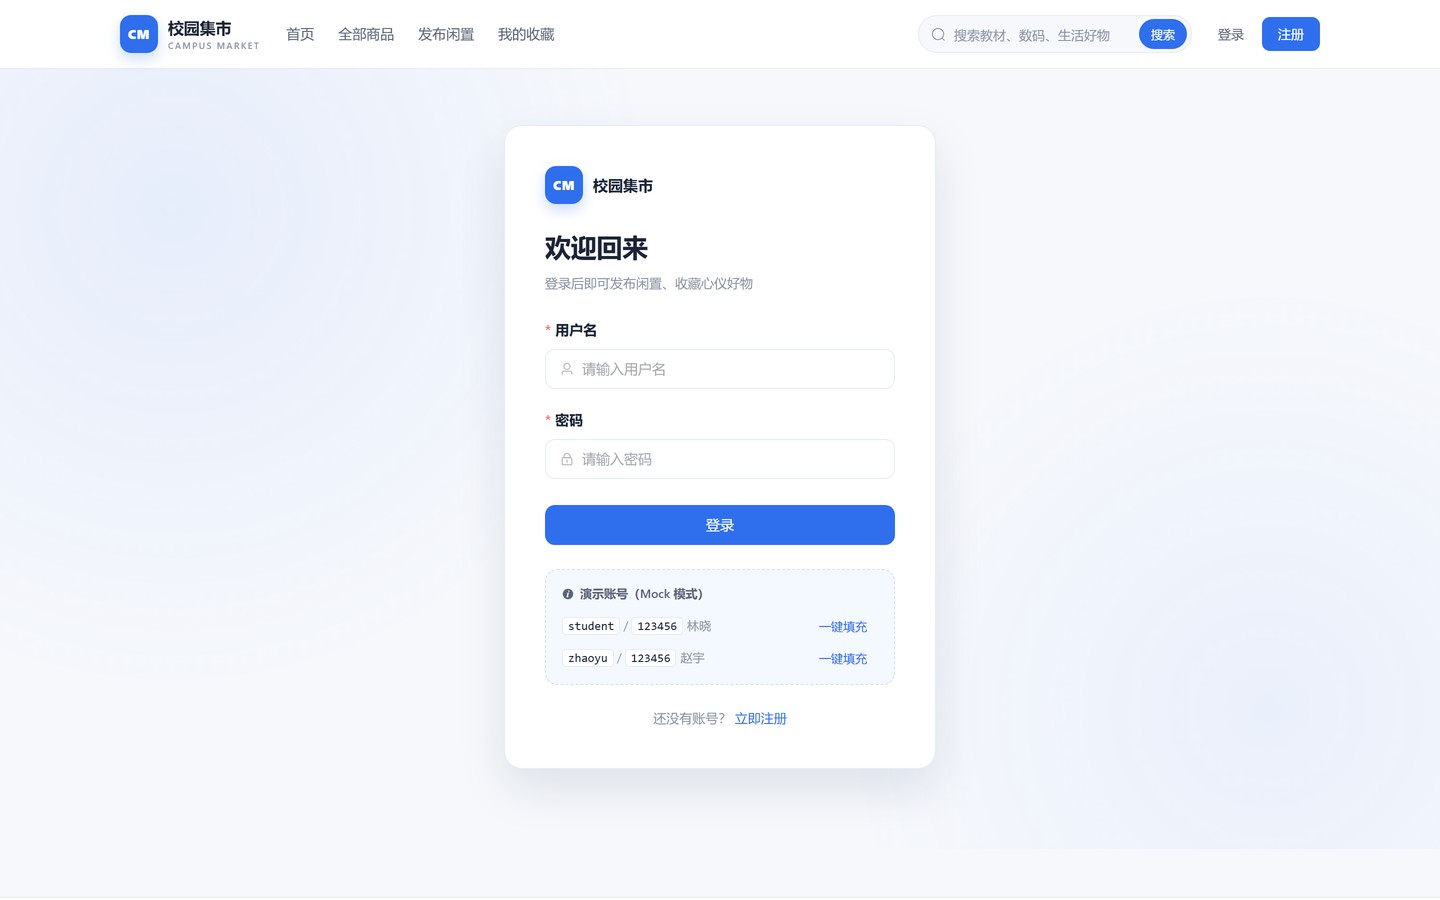 CM 校园集市 CAMPUS MARKET 首页 全部商品 发布闲置 我的收藏 搜索教材、数码、生活好物 搜索 登录 注册
CM 校园集市
欢迎回来
登录后即可发布闲置、收藏心仪好物
* 用户名
请输入用户名
* 密码
请输入密码
登录
演示账号（Mock 模式）
student / 123456 林晓 一键填充
zhaoyu / 123456 赵宇 一键填充
还没有账号？ 立即注册